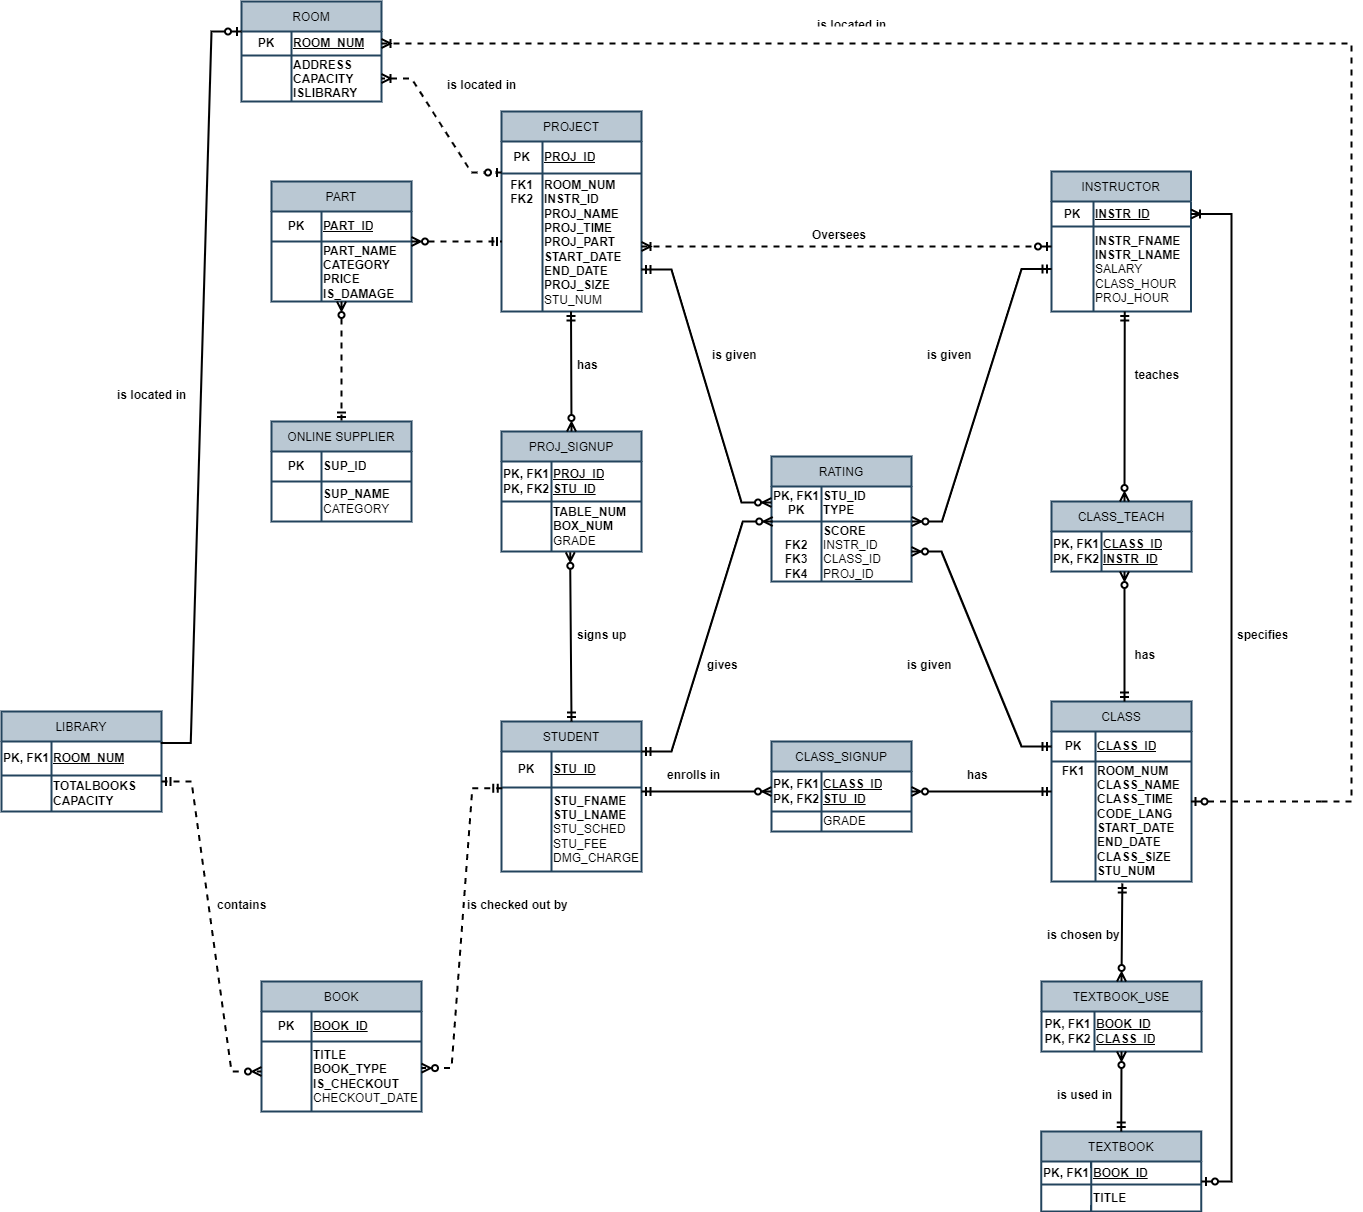 is located in
ROOM
PK ROOM_NUM
ADDRESS
CAPACITY
ISLIBRARY
is located in
PROJECT
PK PROJ_ID
FK1 ROOM_NUM
FK2 INSTR_ID
PROJ_NAME
PROJ_TIME
PROJ_PART
START_DATE
END_DATE
PROJ_SIZE
STU_NUM
PART
PK PART_ID
PART_NAME
CATEGORY
PRICE
IS_DAMAGE
INSTRUCTOR
PK INSTR_ID
INSTR_FNAME
INSTR_LNAME
SALARY
CLASS_HOUR
PROJ_HOUR
Oversees
is given
is given
has
teaches
is located in
ONLINE SUPPLIER
PK SUP_ID
SUP_NAME
CATEGORY
PROJ_SIGNUP
PK, FK1 PROJ_ID
PK, FK2 STU_ID
TABLE_NUM
BOX_NUM
GRADE
RATING
PK, FK1 STU_ID
PK TYPE
SCORE
FK2 INSTR_ID
FK3 CLASS_ID
FK4 PROJ_ID
CLASS_TEACH
PK, FK1 CLASS_ID
PK, FK2 INSTR_ID
signs up
specifies
gives
is given
has
LIBRARY
PK, FK1 ROOM_NUM
TOTALBOOKS
CAPACITY
STUDENT
PK STU_ID
STU_FNAME
STU_LNAME
STU_SCHED
STU_FEE
DMG_CHARGE
enrolls in
CLASS_SIGNUP
PK, FK1 CLASS_ID
PK, FK2 STU_ID
GRADE
has
CLASS
PK CLASS_ID
FK1 ROOM_NUM
CLASS_NAME
CLASS_TIME
CODE_LANG
START_DATE
END_DATE
CLASS_SIZE
STU_NUM
contains
is checked out by
is chosen by
BOOK
PK BOOK_ID
TITLE
BOOK_TYPE
IS_CHECKOUT
CHECKOUT_DATE
TEXTBOOK_USE
PK, FK1 BOOK_ID
PK, FK2 CLASS_ID
is used in
TEXTBOOK
PK, FK1 BOOK_ID
TITLE